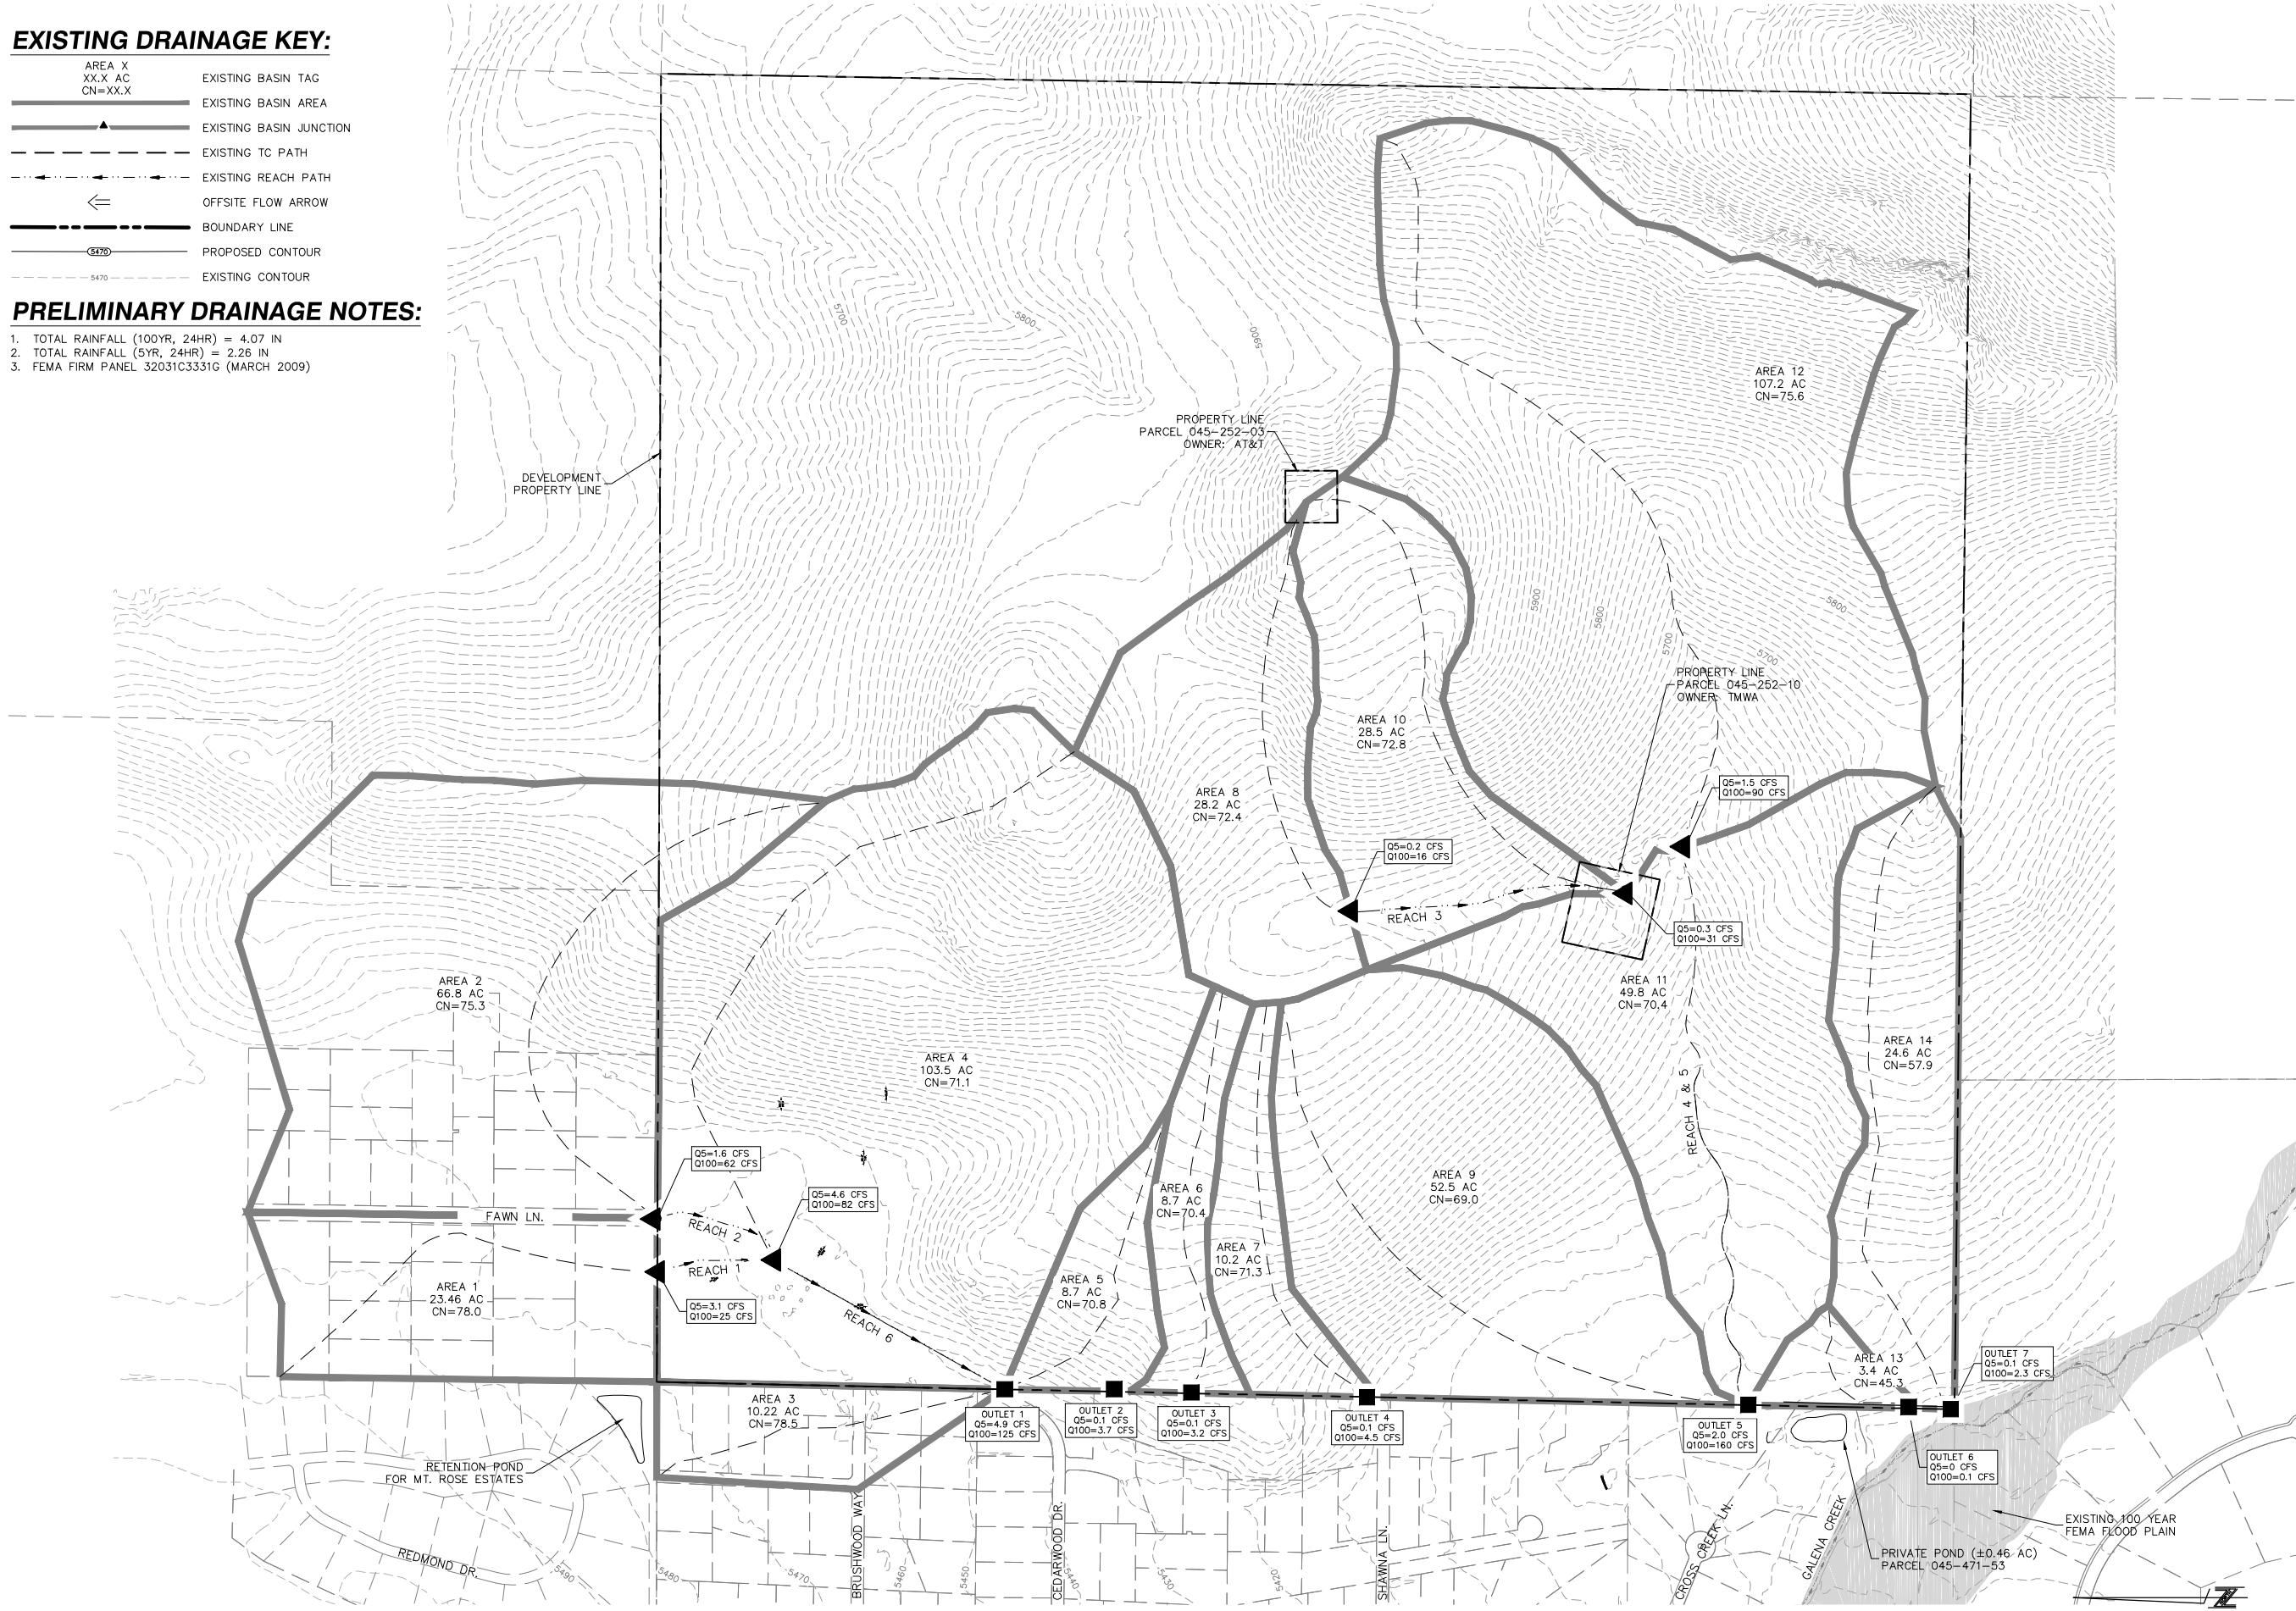 EXISTING DRAINAGE KEY:
AREA X
XX.X AC
CN=XX.X
EXISTING BASIN TAG
EXISTING BASIN AREA
EXISTING BASIN JUNCTION
EXISTING TC PATH
EXISTING REACH PATH
OFFSITE FLOW ARROW
BOUNDARY LINE
5470
PROPOSED CONTOUR
5470
EXISTING CONTOUR
PRELIMINARY DRAINAGE NOTES:
1. TOTAL RAINFALL (100YR, 24HR) = 4.07 IN
2. TOTAL RAINFALL (5YR, 24HR) = 2.26 IN
3. FEMA FIRM PANEL 32031C3331G (MARCH 2009)
5700
5800
5900
AREA 12
107.2 AC
CN=75.6
PROPERTY LINE
PARCEL 045-252-03
OWNER: AT&T
DEVELOPMENT
PROPERTY LINE
5900
5800
5700
5800
5700
PROPERTY LINE
PARCEL 045-252-10
OWNER: TMWA
AREA 10
28.5 AC
CN=72.8
AREA 8
28.2 AC
CN=72.4
Q5=1.5 CFS
Q100=90 CFS
Q5=0.2 CFS
Q100=16 CFS
REACH 3
Q5=0.3 CFS
Q100=31 CFS
AREA 2
66.8 AC
CN=75.3
AREA 11
49.8 AC
CN=70.4
AREA 4
103.5 AC
CN=71.1
AREA 14
24.6 AC
CN=57.9
REACH 4 & 5
Q5=1.6 CFS
Q100=62 CFS
Q5=4.6 CFS
Q100=82 CFS
AREA 6
8.7 AC
CN=70.4
AREA 9
52.5 AC
CN=69.0
FAWN LN.
REACH 2
REACH 1
AREA 7
10.2 AC
CN=71.3
AREA 1
23.46 AC
CN=78.0
Q5=3.1 CFS
Q100=25 CFS
REACH 6
AREA 5
8.7 AC
CN=70.8
AREA 13
3.4 AC
CN=45.3
OUTLET 7
Q5=0.1 CFS
Q100=2.3 CFS
AREA 3
10.22 AC
CN=78.5
OUTLET 1
Q5=4.9 CFS
Q100=125 CFS
OUTLET 2
Q5=0.1 CFS
Q100=3.7 CFS
OUTLET 3
Q5=0.1 CFS
Q100=3.2 CFS
OUTLET 4
Q5=0.1 CFS
Q100=4.5 CFS
OUTLET 5
Q5=2.0 CFS
Q100=160 CFS
OUTLET 6
Q5=0 CFS
Q100=0.1 CFS
RETENTION POND
FOR MT. ROSE ESTATES
REDMOND DR.
5490
5480
5470
BRUSHWOOD WAY
5460
5450
CEDARWOOD DR.
5440
5430
5420
SHAWNA LN.
CROSS CREEK LN.
GALENA CREEK
EXISTING 100 YEAR
FEMA FLOOD PLAIN
PRIVATE POND (±0.46 AC)
PARCEL 045-471-53
Z